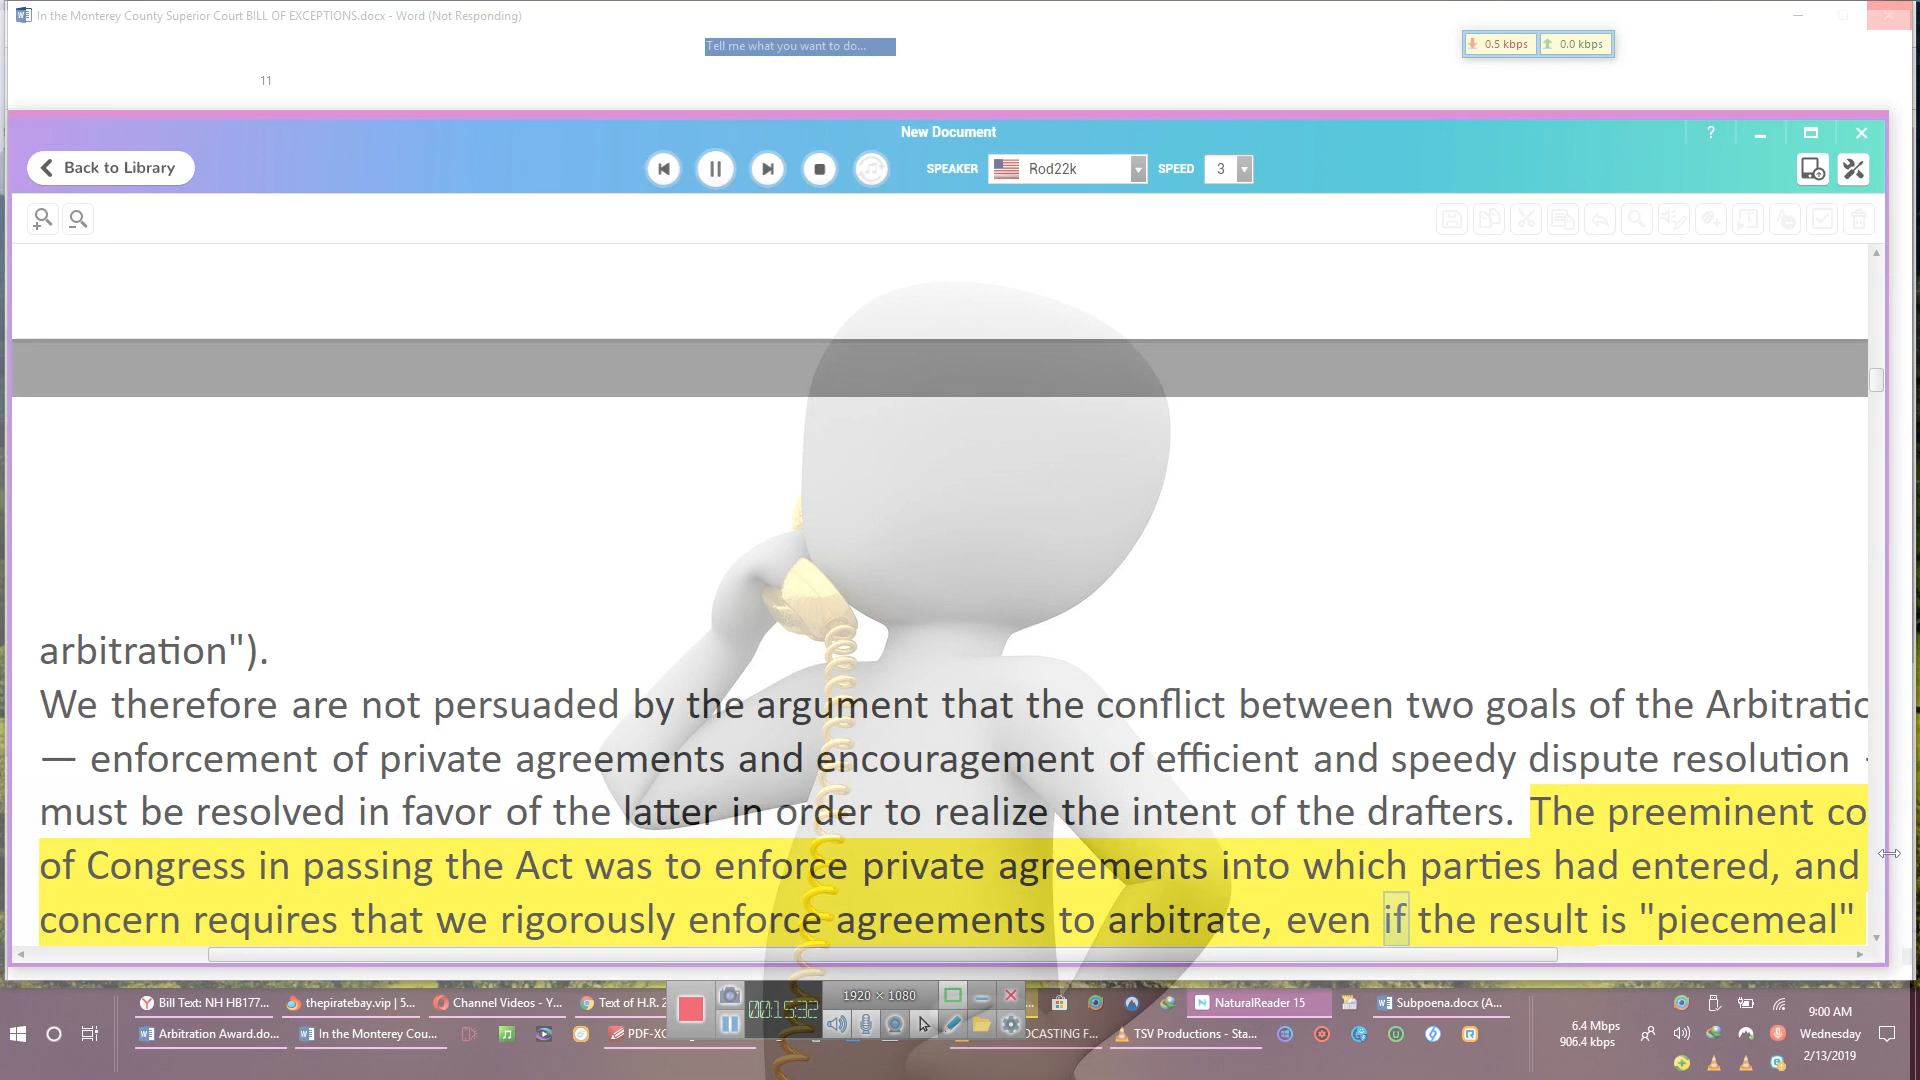 In the Monterey County Superior Court BILL OF EXCEPTIONS.docx - Word (Not Responding)
Tell me what you want to do...
0.5 kbps 0.0 kbps
11
New Document
?
Back to Library
SPEAKER Rod22k SPEED 3
arbitration").
We therefore are not persuaded by the argument that the conflict between two goals of the Arbitratio
— enforcement of private agreements and encouragement of efficient and speedy dispute resolution -
must be resolved in favor of the latter in order to realize the intent of the drafters. The preeminent co
of Congress in passing the Act was to enforce private agreements into which parties had entered, and
concern requires that we rigorously enforce agreements to arbitrate, even if the result is "piecemeal"
00:15:32 1920 × 1080
Bill Text: NH HB177... thepiratebay.vip | 5... Channel Videos - Y... Text of H.R. 2 NaturalReader 15 Subpoena.docx (A...
Arbitration Award.do... In the Monterey Cou... PDF-XC OCASTING F... TSV Productions - Sta...
6.4 Mbps
906.4 kbps
9:00 AM
Wednesday
2/13/2019